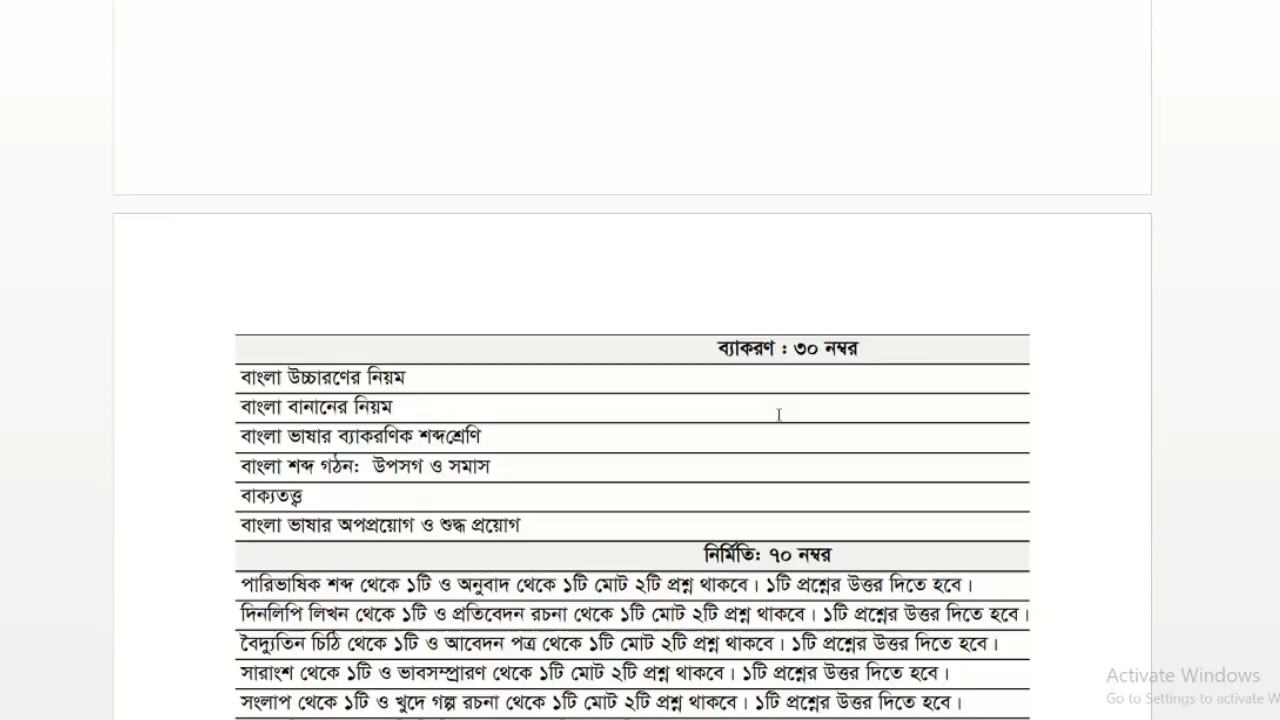 ব্যাকরণ : ৩০ নম্বর
বাংলা উচ্চারণের নিয়ম
বাংলা বানানের নিয়ম
বাংলা ভাষার ব্যাকরণিক শব্দশ্রেণি
বাংলা শব্দ গঠন: উপসগ ও সমাস
বাক্যতত্ত্ব
বাংলা ভাষার অপপ্রয়োগ ও শুদ্ধ প্রয়োগ
নির্মিতি: ৭০ নম্বর
পারিভাষিক শব্দ থেকে ১টি ও অনুবাদ থেকে ১টি মোট ২টি প্রশ্ন থাকবে। ১টি প্রশ্নের উত্তর দিতে হবে।
দিনলিপি লিখন থেকে ১টি ও প্রতিবেদন রচনা থেকে ১টি মোট ২টি প্রশ্ন থাকবে। ১টি প্রশ্নের উত্তর দিতে হবে।
বৈদ্যুতিন চিঠি থেকে ১টি ও আবেদন পত্র থেকে ১টি মোট ২টি প্রশ্ন থাকবে। ১টি প্রশ্নের উত্তর দিতে হবে।
সারাংশ থেকে ১টি ও ভাবসম্প্রারণ থেকে ১টি মোট ২টি প্রশ্ন থাকবে। ১টি প্রশ্নের উত্তর দিতে হবে।
সংলাপ থেকে ১টি ও খুদে গল্প রচনা থেকে ১টি মোট ২টি প্রশ্ন থাকবে। ১টি প্রশ্নের উত্তর দিতে হবে।
Activate Windows
Go to Settings to activate W